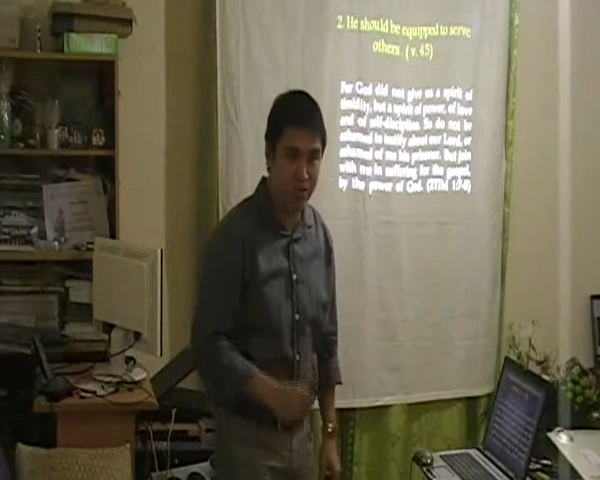 2. He should be equipped to serve
others . ( v. 45)
For God did not give us a spirit of
timidity, but a spirit of power, of love
and of self-discipline. So do not be
ashamed to testify about our Lord, or
ashamed of me his prisoner. But join
with me in suffering for the gospel,
by the power of God. (2TIM 1:7-8)